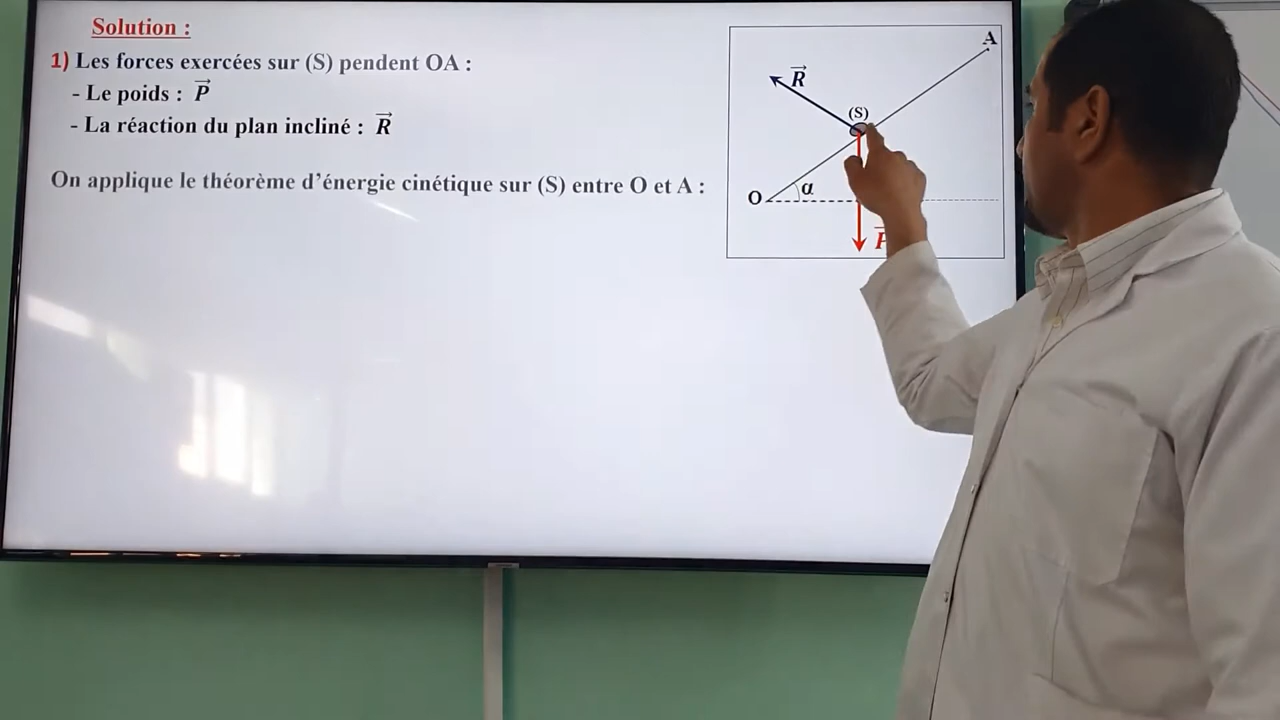 Solution :
1) Les forces exercées sur (S) pendent OA :
- Le poids : P⃗
- La réaction du plan incliné : R⃗
On applique le théorème d'énergie cinétique sur (S) entre O et A :
A
R⃗
(S)
O
α